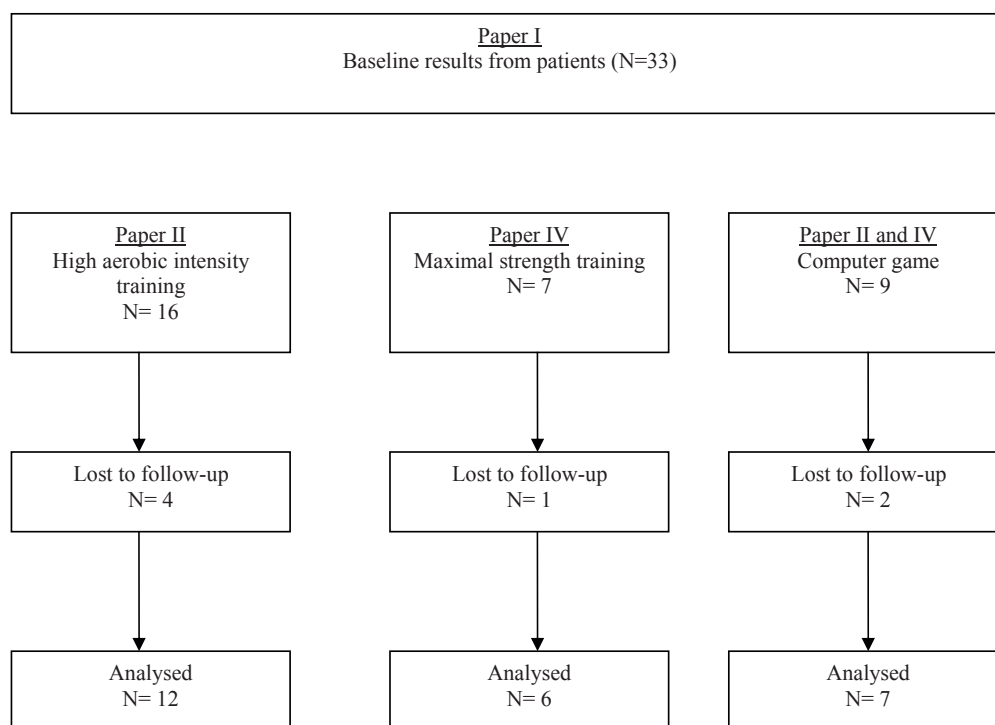 Paper I
Baseline results from patients (N=33)
Paper II
High aerobic intensity
training
N= 16
Paper IV
Maximal strength training
N= 7
Paper II and IV
Computer game
N= 9
Lost to follow-up
N= 4
Lost to follow-up
N= 1
Lost to follow-up
N= 2
Analysed
N= 12
Analysed
N= 6
Analysed
N= 7